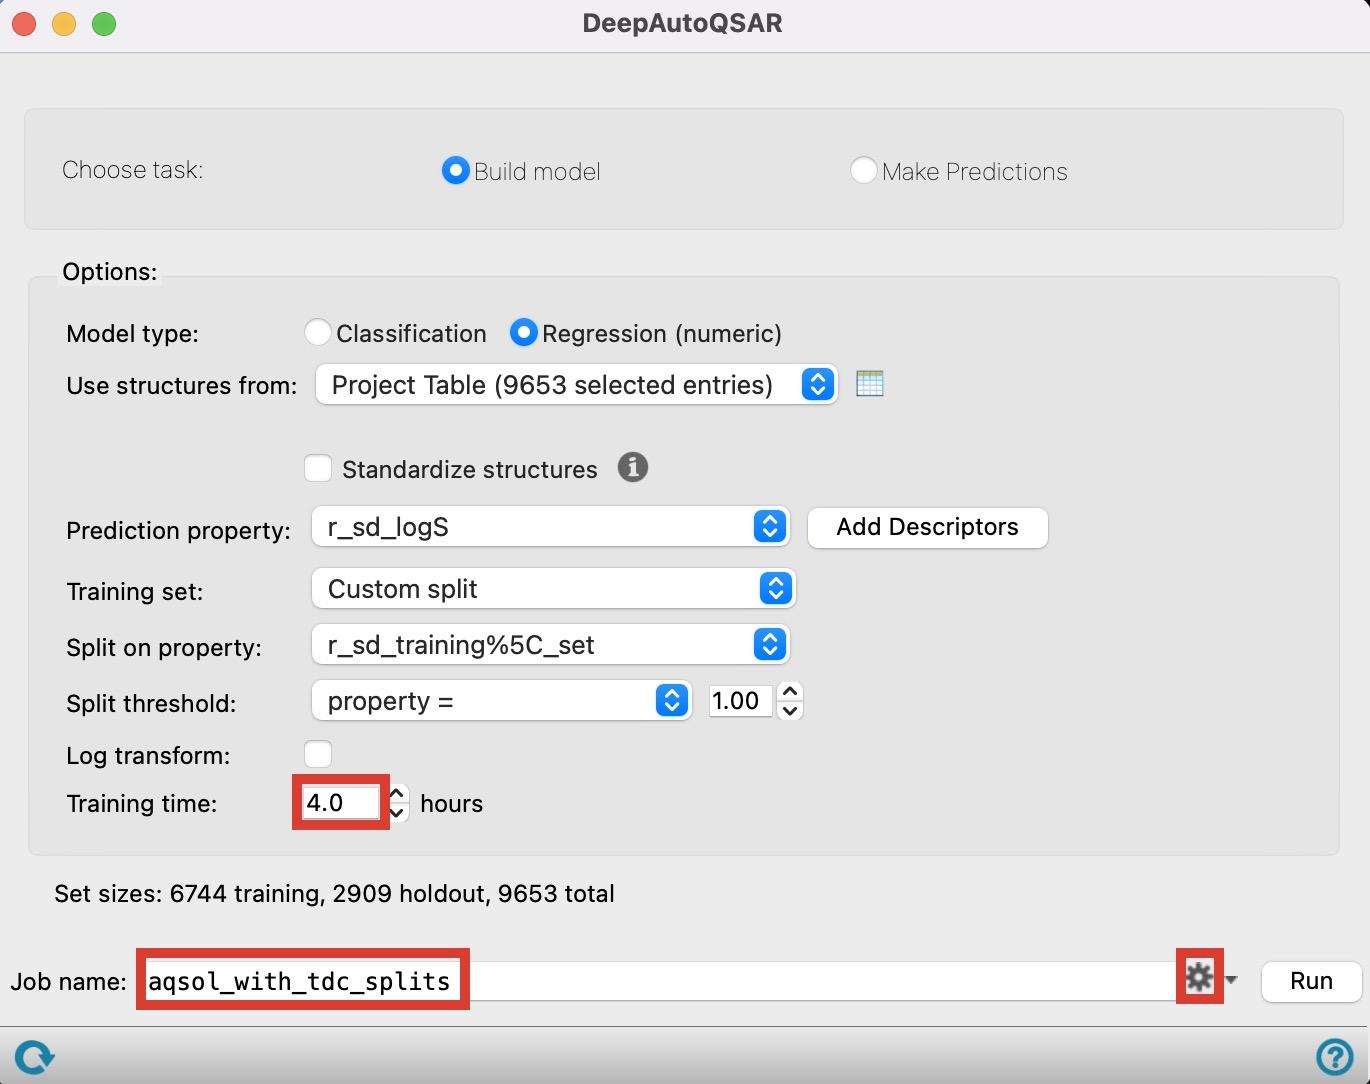 DeepAutoQSAR
Choose task: Build model Make Predictions
Options:
Model type: Classification Regression (numeric)
Use structures from: Project Table (9653 selected entries)
Standardize structures i
Prediction property: r_sd_logS Add Descriptors
Training set: Custom split
Split on property: r_sd_training%5C_set
Split threshold: property = 1.00
Log transform:
Training time: 4.0 hours
Set sizes: 6744 training, 2909 holdout, 9653 total
Job name: aqsol_with_tdc_splits Run
?